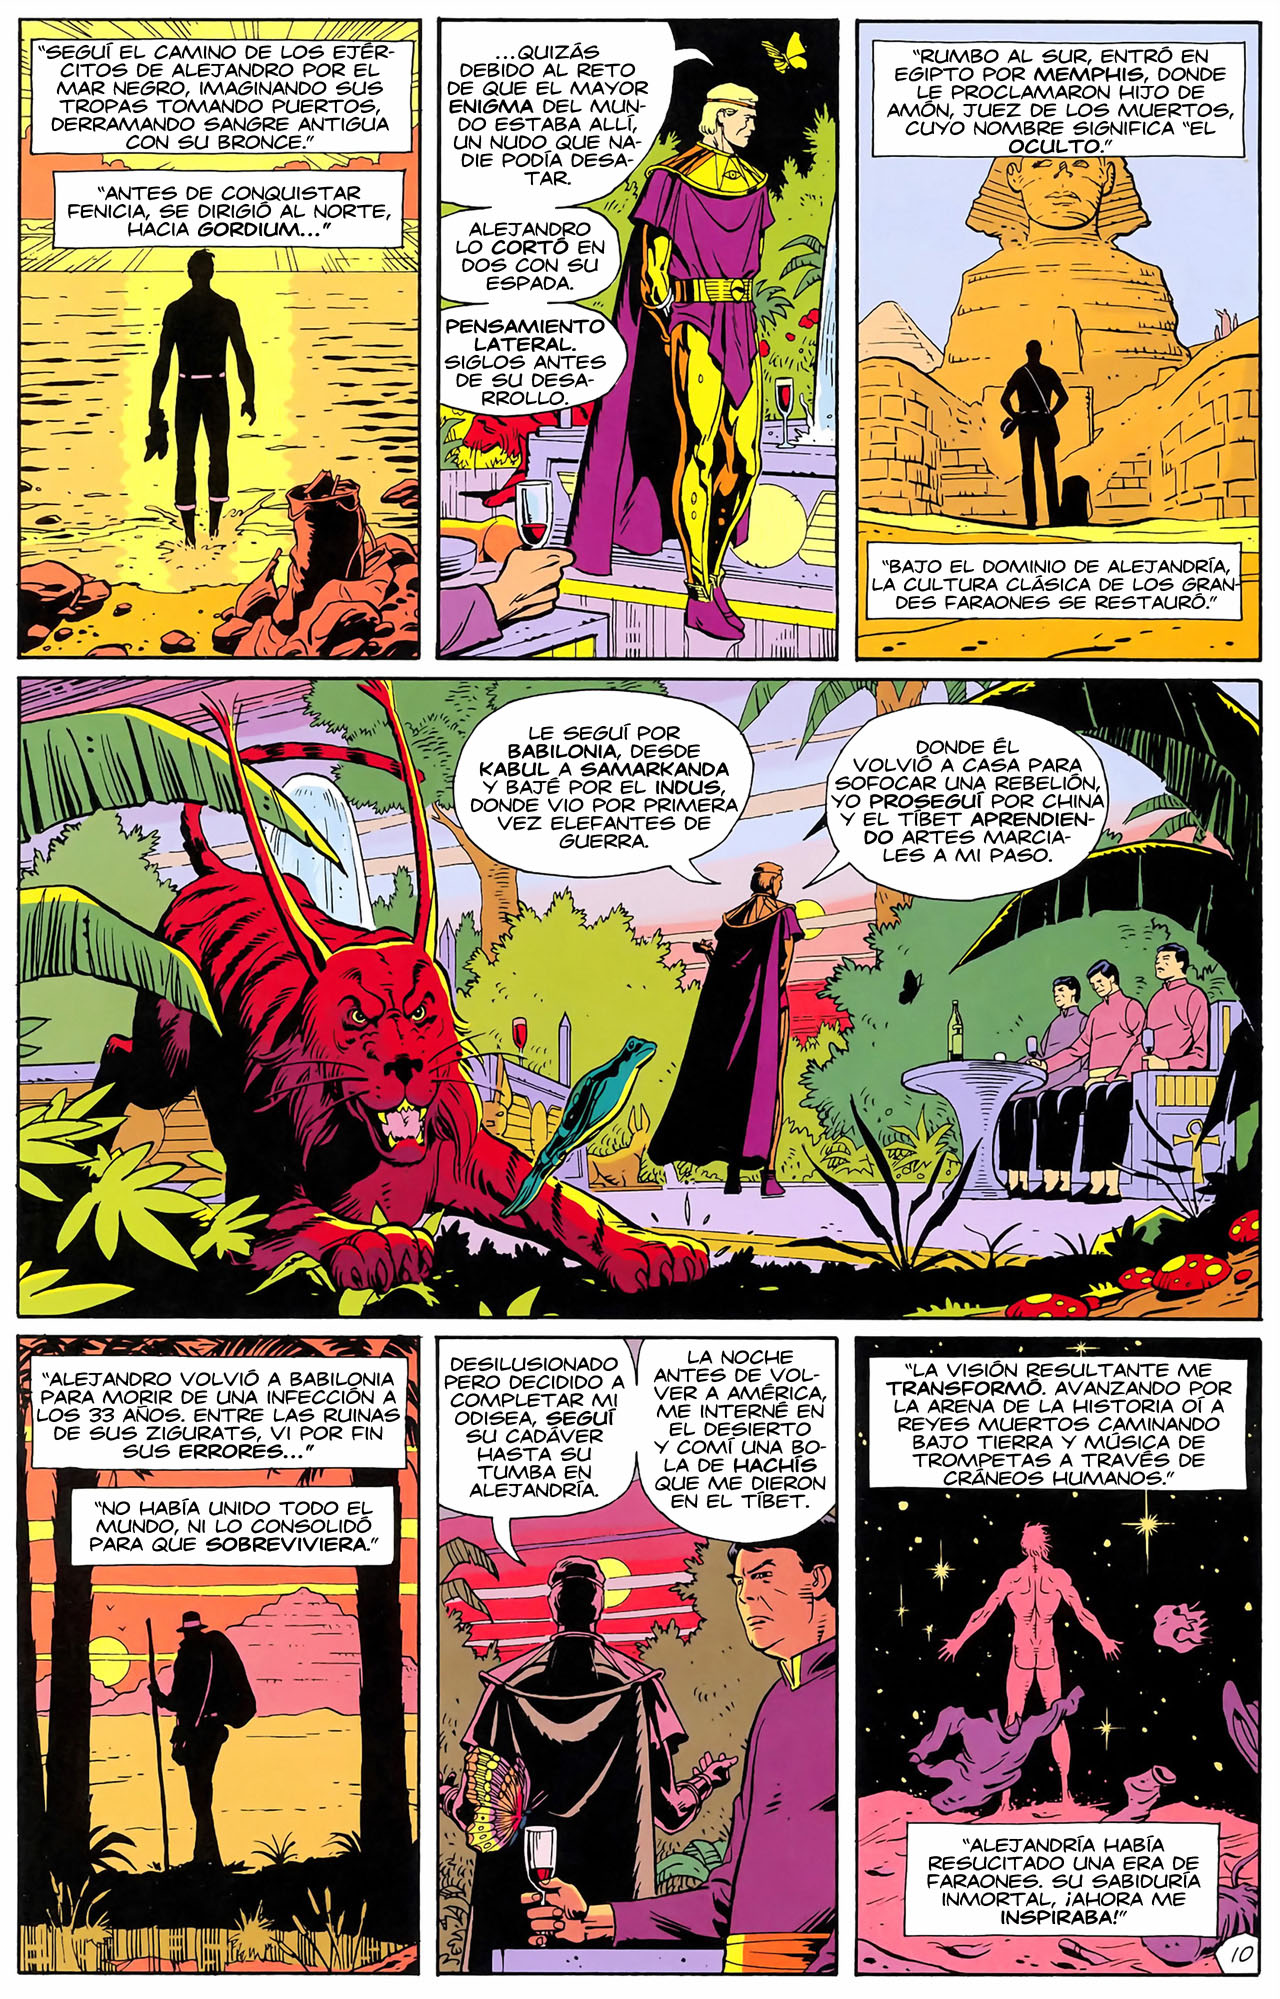 "SEGUÍ EL CAMINO DE LOS EJÉR-
CITOS DE ALEJANDRO POR EL
MAR NEGRO, IMAGINANDO SUS
TROPAS TOMANDO PUERTOS,
DERRAMANDO SANGRE ANTIGUA
CON SU BRONCE."
"ANTES DE CONQUISTAR
FENICIA, SE DIRIGIÓ AL NORTE,
HACIA GORDIUM..."
...QUIZÁS
DEBIDO AL RETO
DE QUE EL MAYOR
ENIGMA DEL MUN-
DO ESTABA ALLÍ,
UN NUDO QUE NA-
DIE PODÍA DESA-
TAR.
ALEJANDRO
LO CORTÓ EN
DOS CON SU
ESPADA.
PENSAMIENTO
LATERAL.
SIGLOS ANTES
DE SU DESA-
RROLLO.
"RUMBO AL SUR, ENTRÓ EN
EGIPTO POR MEMPHIS, DONDE
LE PROCLAMARON HIJO DE
AMÓN, JUEZ DE LOS MUERTOS,
CUYO NOMBRE SIGNIFICA "EL
OCULTO."
"BAJO EL DOMINIO DE ALEJANDRÍA,
LA CULTURA CLÁSICA DE LOS GRAN-
DES FARAONES SE RESTAURÓ."
LE SEGUÍ POR
BABILONIA, DESDE
KABUL A SAMARKANDA
Y BAJÉ POR EL INDUS,
DONDE VIO POR PRIMERA
VEZ ELEFANTES DE
GUERRA.
DONDE ÉL
VOLVIÓ A CASA PARA
SOFOCAR UNA REBELIÓN,
YO PROSEGUÍ POR CHINA
Y EL TÍBET APRENDIEN-
DO ARTES MARCIA-
LES A MI PASO.
"ALEJANDRO VOLVIÓ A BABILONIA
PARA MORIR DE UNA INFECCIÓN A
LOS 33 AÑOS. ENTRE LAS RUINAS
DE SUS ZIGURATS, VI POR FIN
SUS ERRORES..."
"NO HABÍA UNIDO TODO EL
MUNDO, NI LO CONSOLIDÓ
PARA QUE SOBREVIVIERA."
DESILUSIONADO
PERO DECIDIDO A
COMPLETAR MI
ODISEA, SEGUÍ
SU CADÁVER
HASTA SU
TUMBA EN
ALEJANDRÍA.
LA NOCHE
ANTES DE VOL-
VER A AMÉRICA,
ME INTERNÉ EN
EL DESIERTO
Y COMÍ UNA BO-
LA DE HACHÍS
QUE ME DIERON
EN EL TÍBET.
"LA VISIÓN RESULTANTE ME
TRANSFORMÓ. AVANZANDO POR
LA ARENA DE LA HISTORIA OÍ A
REYES MUERTOS CAMINANDO
BAJO TIERRA Y MÚSICA DE
TROMPETAS A TRAVÉS DE
CRÁNEOS HUMANOS."
"ALEJANDRÍA HABÍA
RESUCITADO UNA ERA DE
FARAONES. SU SABIDURÍA
INMORTAL, ¡AHORA ME
INSPIRABA!"
10